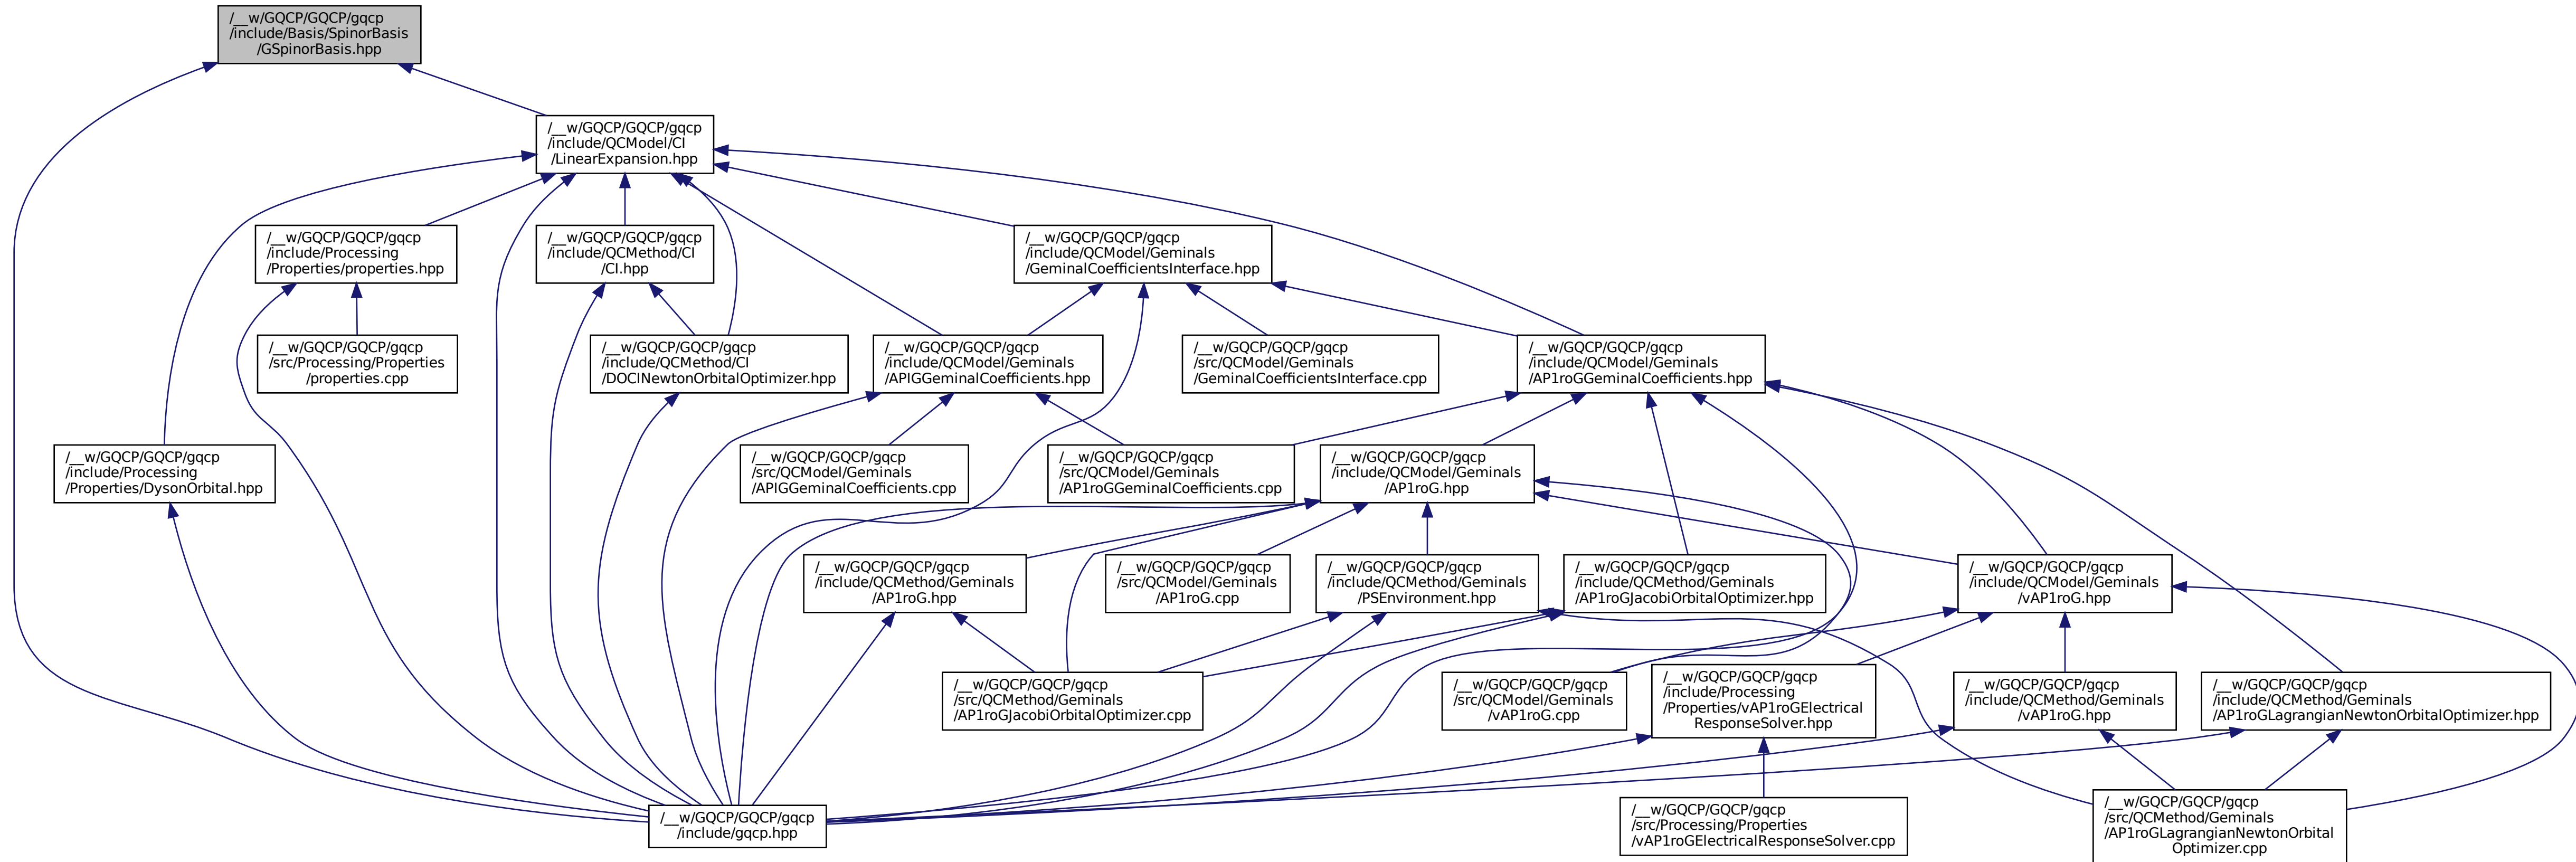 /__w/GQCP/GQCP/gqcp
/include/Basis/SpinorBasis
/GSpinorBasis.hpp
/__w/GQCP/GQCP/gqcp
/include/QCModel/CI
/LinearExpansion.hpp
/__w/GQCP/GQCP/gqcp
/include/Processing
/Properties/properties.hpp
/__w/GQCP/GQCP/gqcp
/include/QCMethod/CI
/CI.hpp
/__w/GQCP/GQCP/gqcp
/include/QCModel/Geminals
/GeminalCoefficientsInterface.hpp
/__w/GQCP/GQCP/gqcp
/src/Processing/Properties
/properties.cpp
/__w/GQCP/GQCP/gqcp
/include/QCMethod/CI
/DOCINewtonOrbitalOptimizer.hpp
/__w/GQCP/GQCP/gqcp
/include/QCModel/Geminals
/APIGGeminalCoefficients.hpp
/__w/GQCP/GQCP/gqcp
/src/QCModel/Geminals
/GeminalCoefficientsInterface.cpp
/__w/GQCP/GQCP/gqcp
/include/QCModel/Geminals
/AP1roGGeminalCoefficients.hpp
/__w/GQCP/GQCP/gqcp
/include/Processing
/Properties/DysonOrbital.hpp
/__w/GQCP/GQCP/gqcp
/src/QCModel/Geminals
/APIGGeminalCoefficients.cpp
/__w/GQCP/GQCP/gqcp
/src/QCModel/Geminals
/AP1roGGeminalCoefficients.cpp
/__w/GQCP/GQCP/gqcp
/include/QCModel/Geminals
/AP1roG.hpp
/__w/GQCP/GQCP/gqcp
/include/QCMethod/Geminals
/AP1roG.hpp
/__w/GQCP/GQCP/gqcp
/src/QCModel/Geminals
/AP1roG.cpp
/__w/GQCP/GQCP/gqcp
/include/QCMethod/Geminals
/PSEnvironment.hpp
/__w/GQCP/GQCP/gqcp
/include/QCMethod/Geminals
/AP1roGJacobiOrbitalOptimizer.hpp
/__w/GQCP/GQCP/gqcp
/include/QCModel/Geminals
/vAP1roG.hpp
/__w/GQCP/GQCP/gqcp
/src/QCMethod/Geminals
/AP1roGJacobiOrbitalOptimizer.cpp
/__w/GQCP/GQCP/gqcp
/src/QCModel/Geminals
/vAP1roG.cpp
/__w/GQCP/GQCP/gqcp
/include/Processing
/Properties/vAP1roGElectrical
ResponseSolver.hpp
/__w/GQCP/GQCP/gqcp
/include/QCMethod/Geminals
/vAP1roG.hpp
/__w/GQCP/GQCP/gqcp
/include/QCMethod/Geminals
/AP1roGLagrangianNewtonOrbitalOptimizer.hpp
/__w/GQCP/GQCP/gqcp
/include/gqcp.hpp
/__w/GQCP/GQCP/gqcp
/src/Processing/Properties
/vAP1roGElectricalResponseSolver.cpp
/__w/GQCP/GQCP/gqcp
/src/QCMethod/Geminals
/AP1roGLagrangianNewtonOrbital
Optimizer.cpp